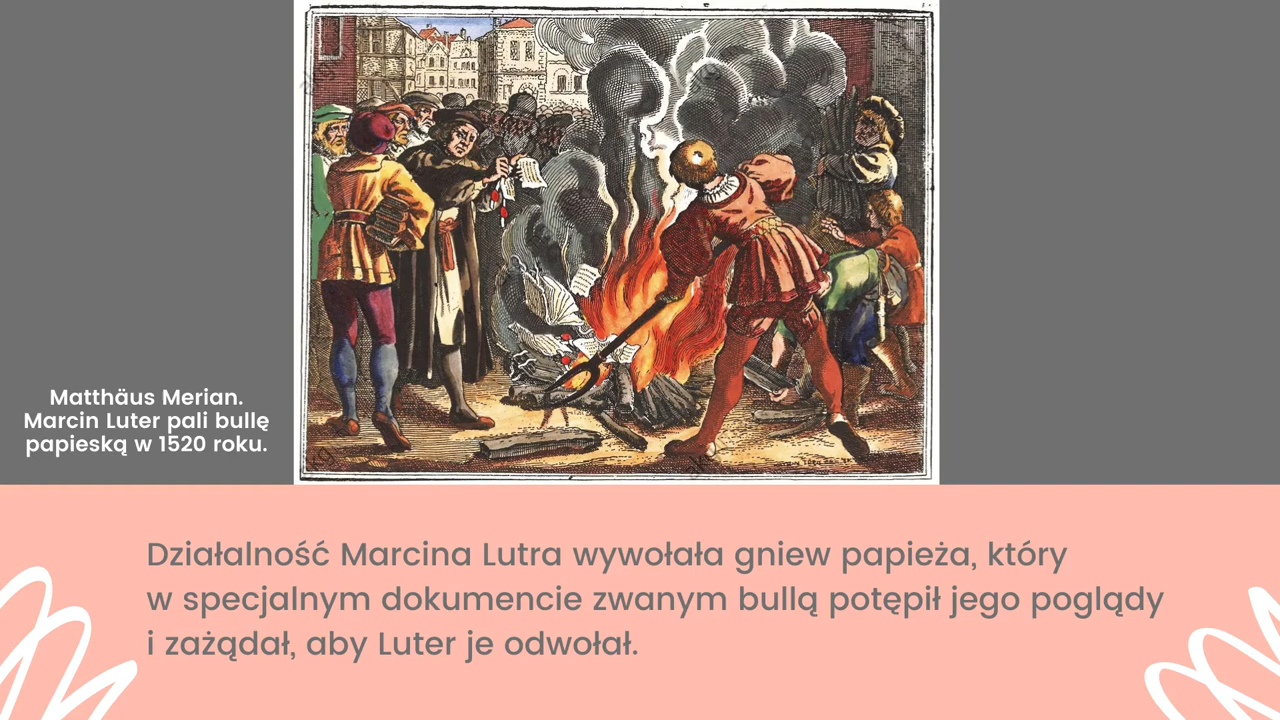 Matthäus Merian.
Marcin Luter pali bullę
papieską w 1520 roku.
Działalność Marcina Lutra wywołała gniew papieża, który
w specjalnym dokumencie zwanym bullą potępił jego poglądy
i zażądał, aby Luter je odwołał.